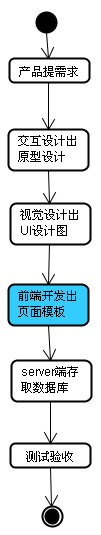 产品提需求
交互设计出
原型设计
视觉设计出
UI设计图
前端开发出
页面模板
server端存
取数据库
测试验收